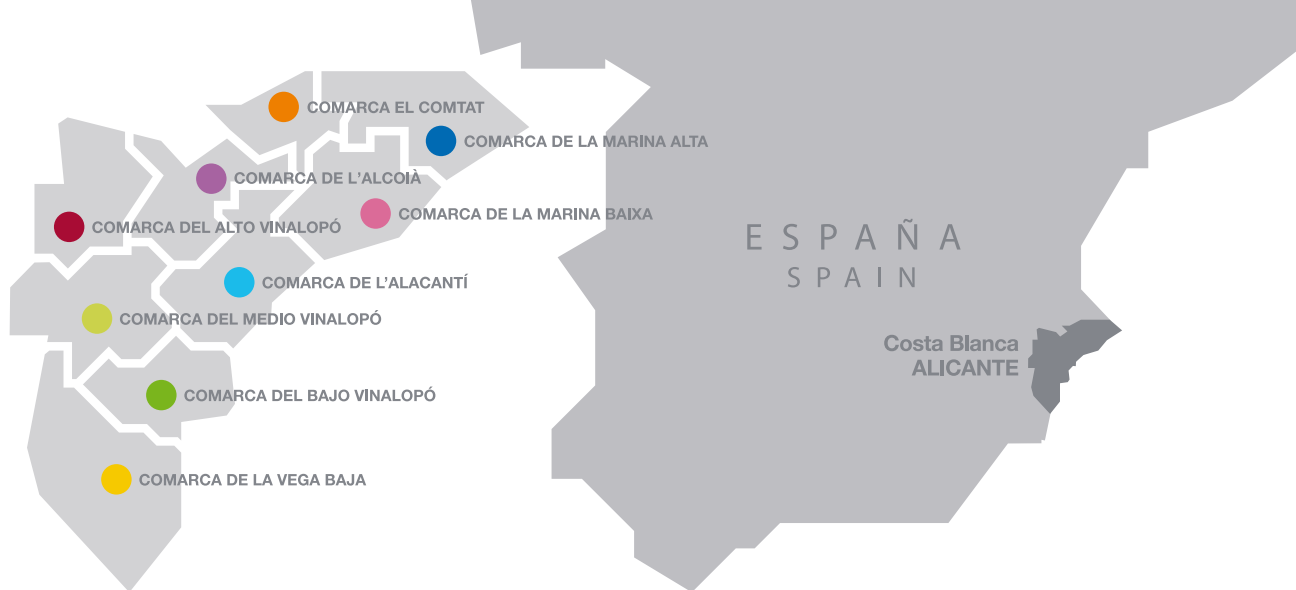 COMARCA EL COMTAT
COMARCA DE LA MARINA ALTA
COMARCA DE L'ALCOIÀ
COMARCA DE LA MARINA BAIXA
COMARCA DEL ALTO VINALOPÓ
COMARCA DE L'ALACANTÍ
COMARCA DEL MEDIO VINALOPÓ
COMARCA DEL BAJO VINALOPÓ
COMARCA DE LA VEGA BAJA
ESPAÑA
SPAIN
Costa Blanca
ALICANTE